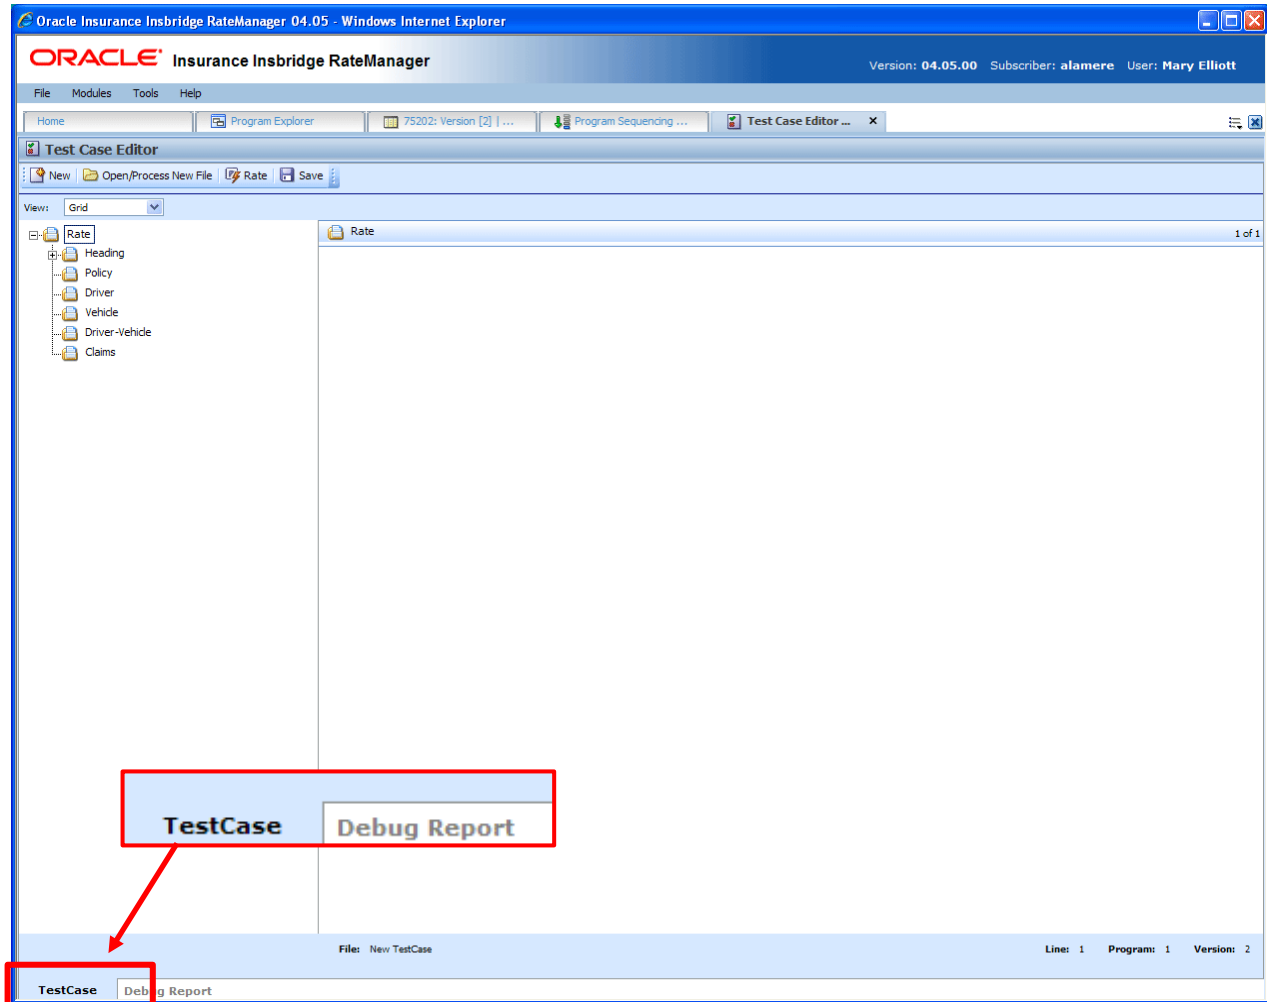 Oracle Insurance Insbridge RateManager 04.05 - Windows Internet Explorer
ORACLE Insurance Insbridge RateManager
Version: 04.05.00 Subscriber: alamere User: Mary Elliott
File Modules Tools Help
Home Program Explorer 75202: Version [2] | ... Program Sequencing ... Test Case Editor ... x
Test Case Editor
New Open/Process New File Rate Save
View: Grid
Rate
Heading
Policy
Driver
Vehicle
Driver-Vehicle
Claims
Rate 1 of 1
TestCase Debug Report
File: New TestCase Line: 1 Program: 1 Version: 2
TestCase Debug Report